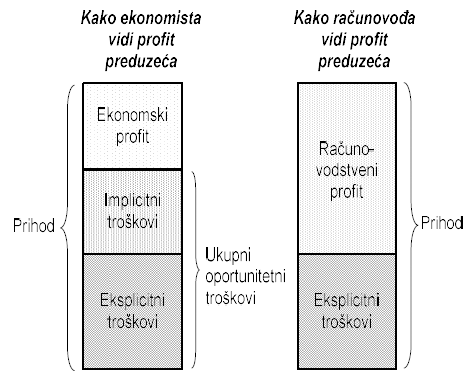 Kako ekonomista
vidi profit
preduzeća
Ekonomski
profit
Implicitni
troškovi
Eksplicitni
troškovi
Prihod
Ukupni
oportunitetni
troškovi
Kako računovođa
vidi profit
preduzeća
Računo-
vodstveni
profit
Eksplicitni
troškovi
Prihod